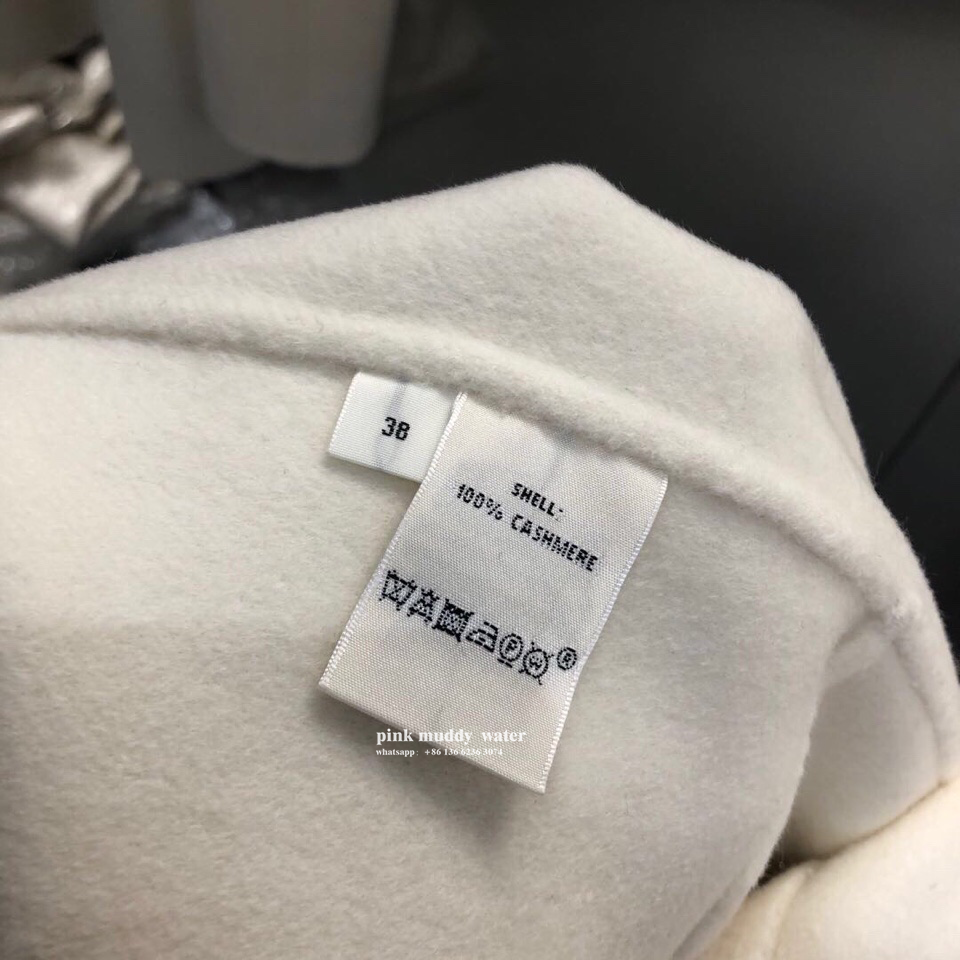 38
SHELL:
100% CASHMERE
P
W
®
pink muddy water
whatsapp: +86 136 6236 3074